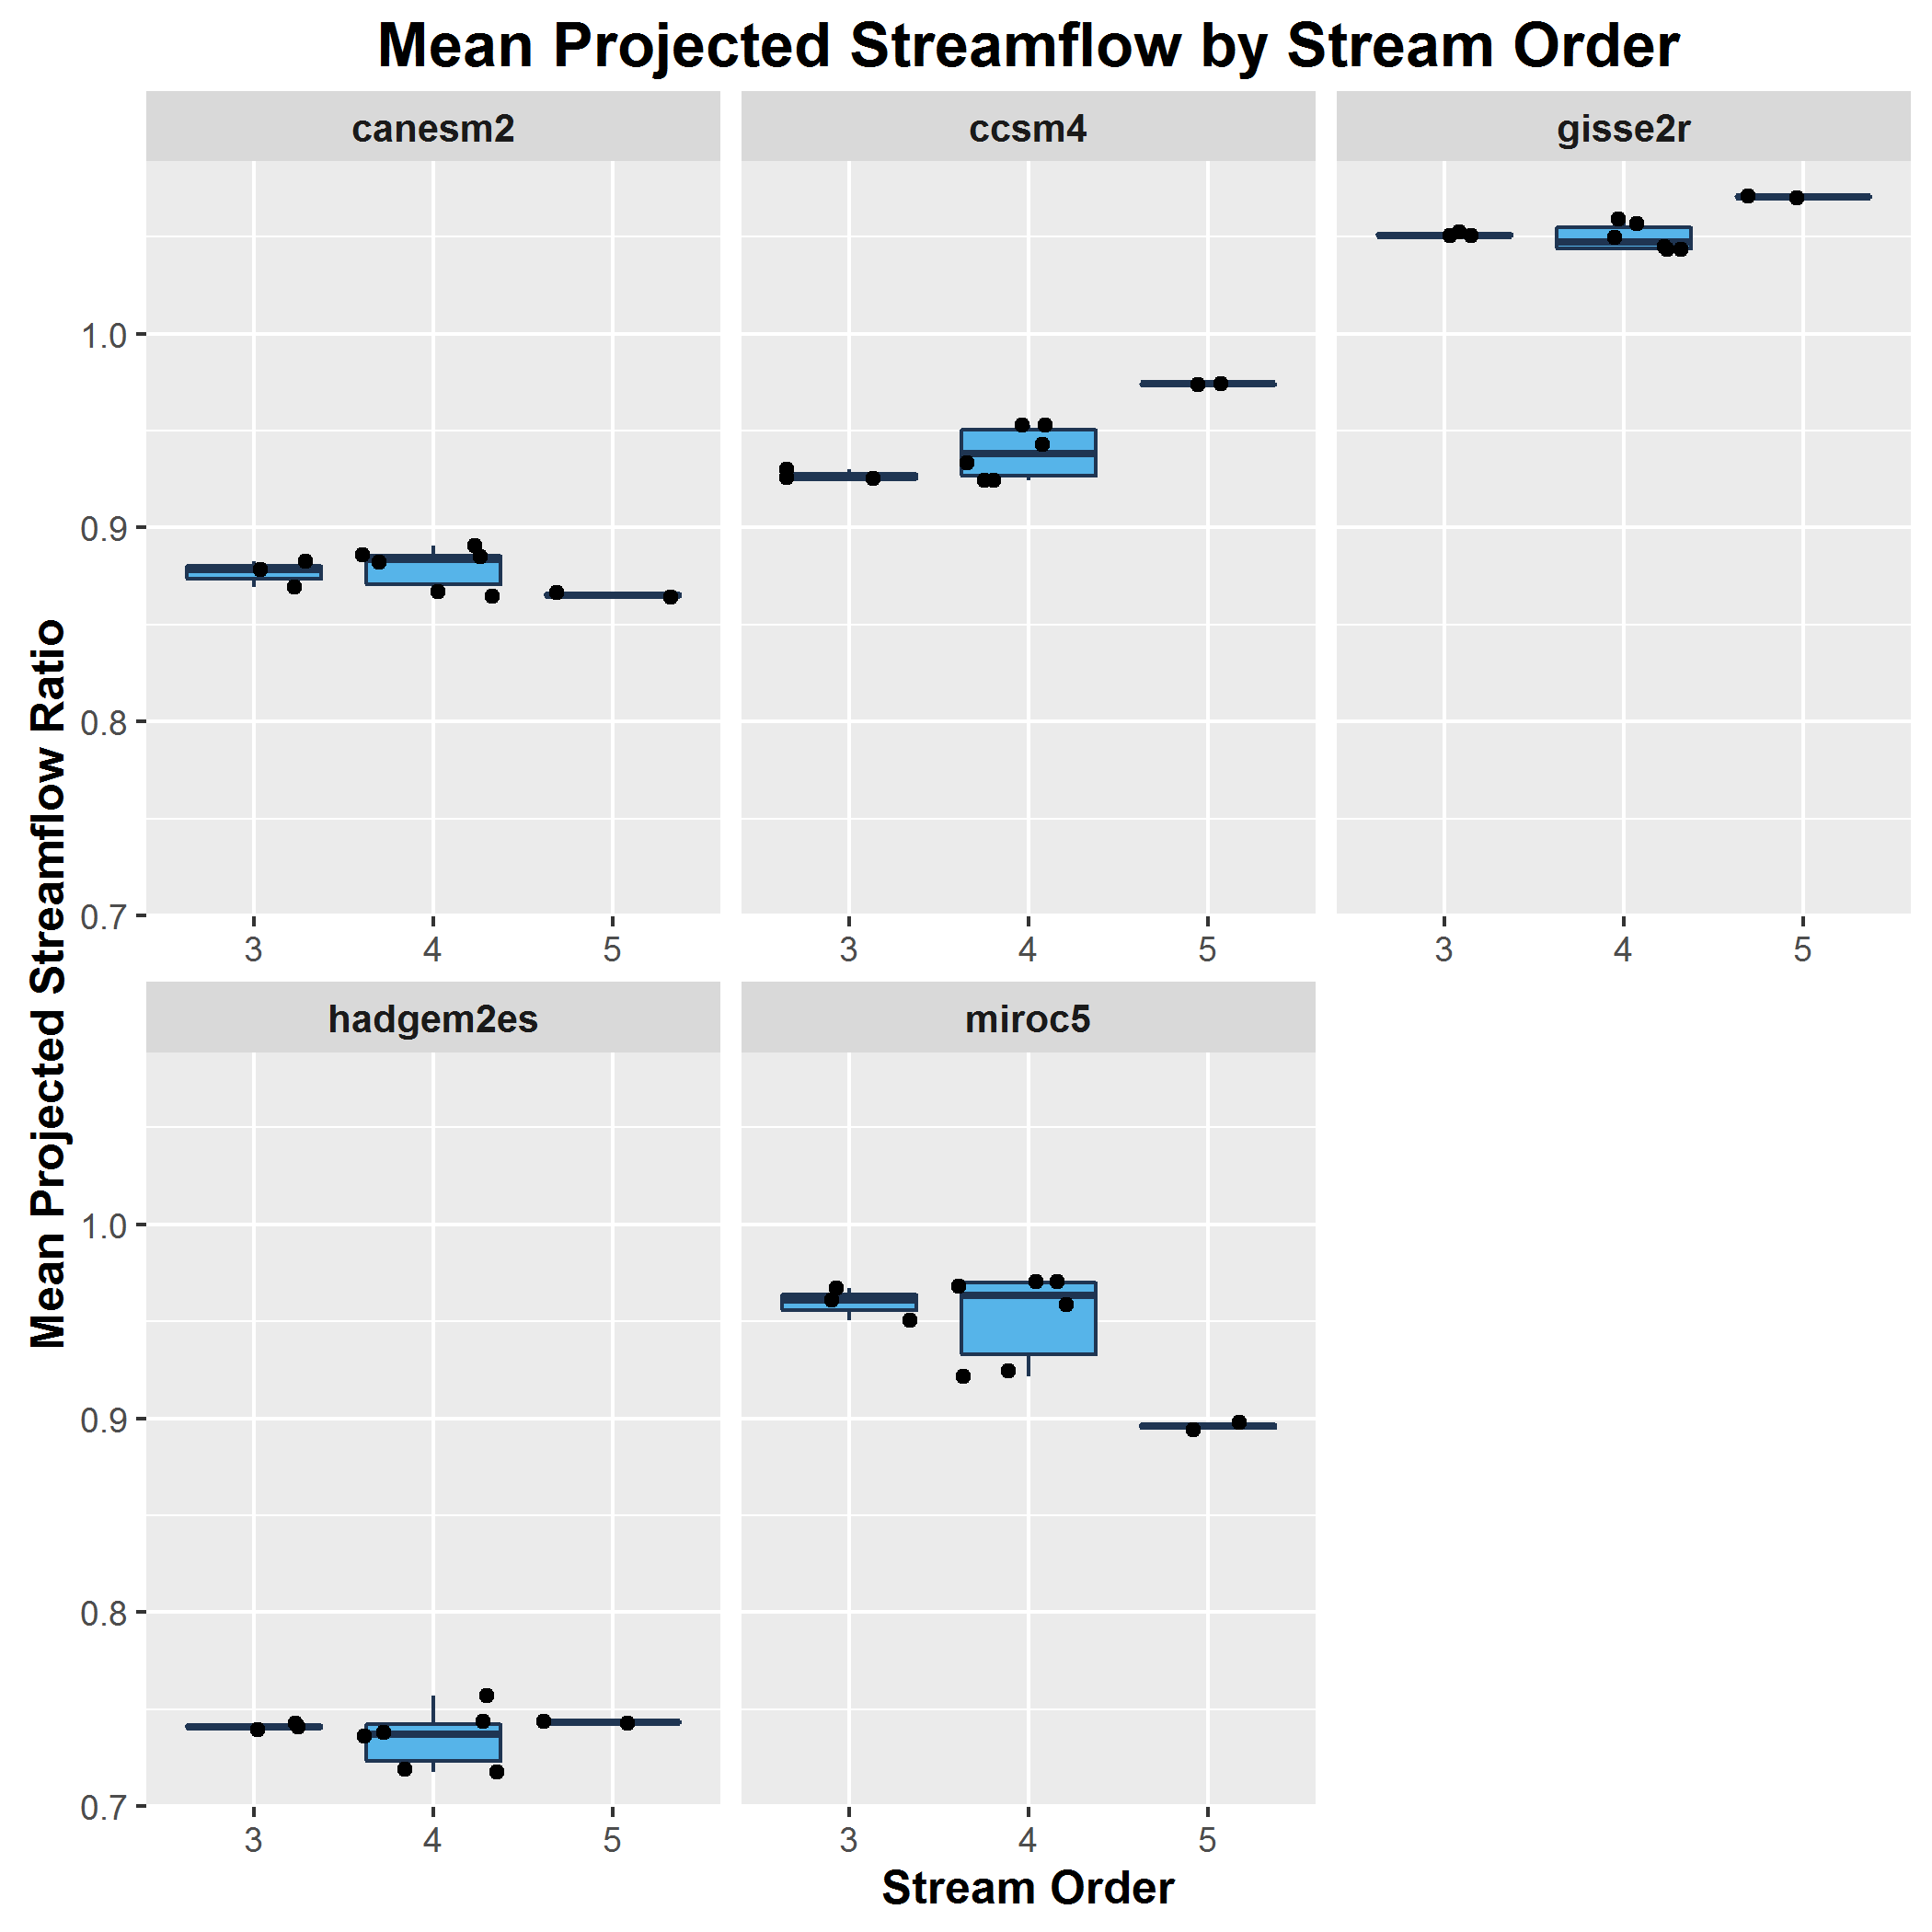 Mean Projected Streamflow by Stream Order
canesm2 ccsm4 gisse2r
Mean Projected Streamflow Ratio
1.0
0.9
0.8
0.7
3 4 5 3 4 5 3 4 5
hadgem2es miroc5
1.0
0.9
0.8
0.7
3 4 5 3 4 5
Stream Order